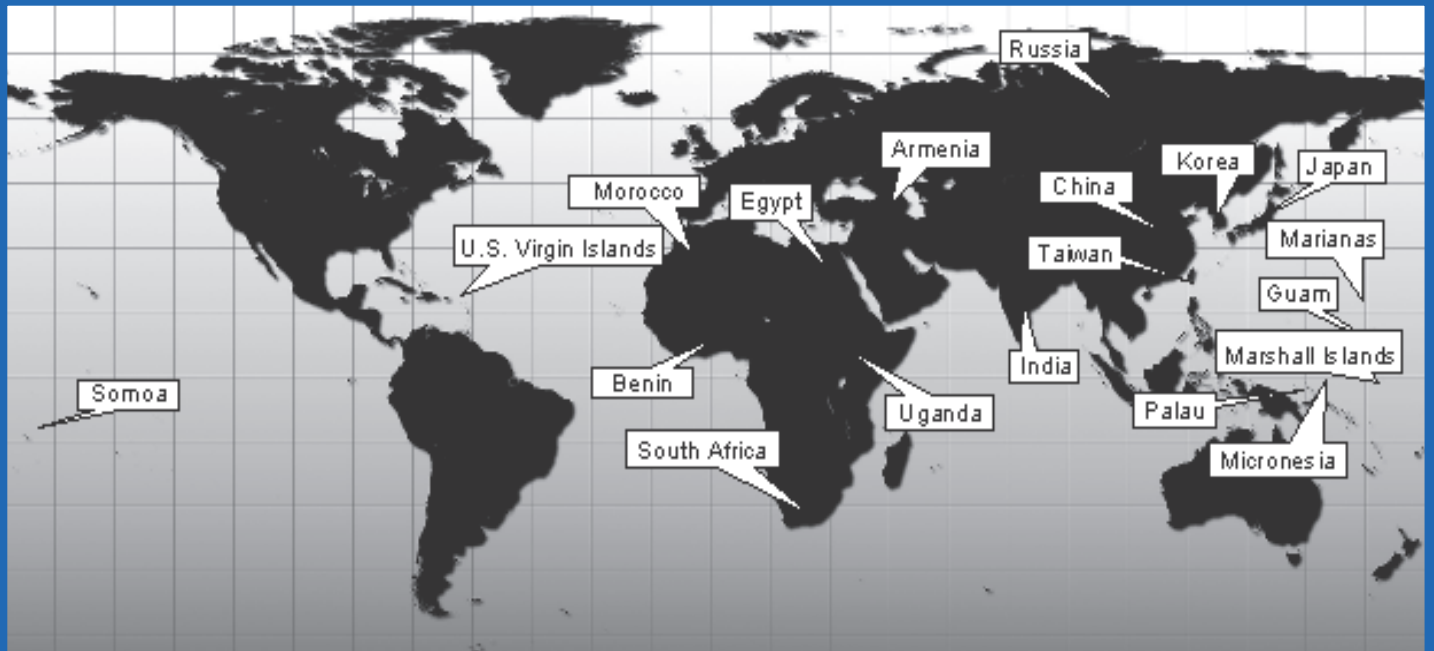 Russia
Armenia
Korea
Japan
China
Morocco
Egypt
Marianas
U.S. Virgin Islands
Taiwan
Guam
Marshall Islands
India
Benin
Somoa
Uganda
Palau
South Africa
Micronesia